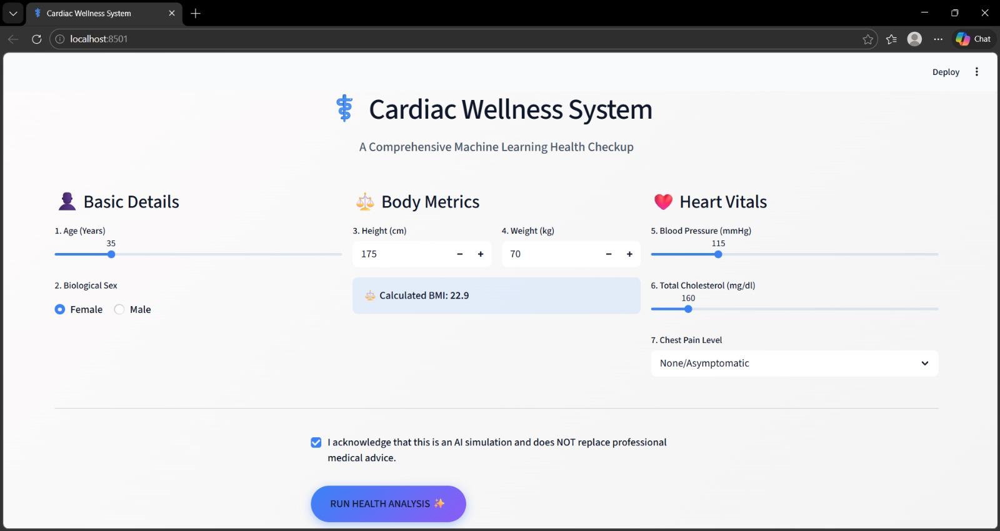 Cardiac Wellness System
localhost:8501
Chat
Deploy
Cardiac Wellness System
A Comprehensive Machine Learning Health Checkup
Basic Details
1. Age (Years)
35
2. Biological Sex
Female
Male
Body Metrics
3. Height (cm)
175
4. Weight (kg)
70
Calculated BMI: 22.9
Heart Vitals
5. Blood Pressure (mmHg)
115
6. Total Cholesterol (mg/dl)
160
7. Chest Pain Level
None/Asymptomatic
I acknowledge that this is an AI simulation and does NOT replace professional
medical advice.
RUN HEALTH ANALYSIS ✨